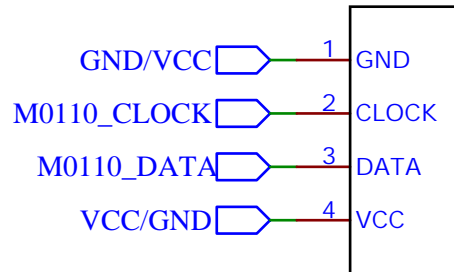 GND/VCC 1 GND
M0110_CLOCK 2 CLOCK
M0110_DATA 3 DATA
VCC/GND 4 VCC